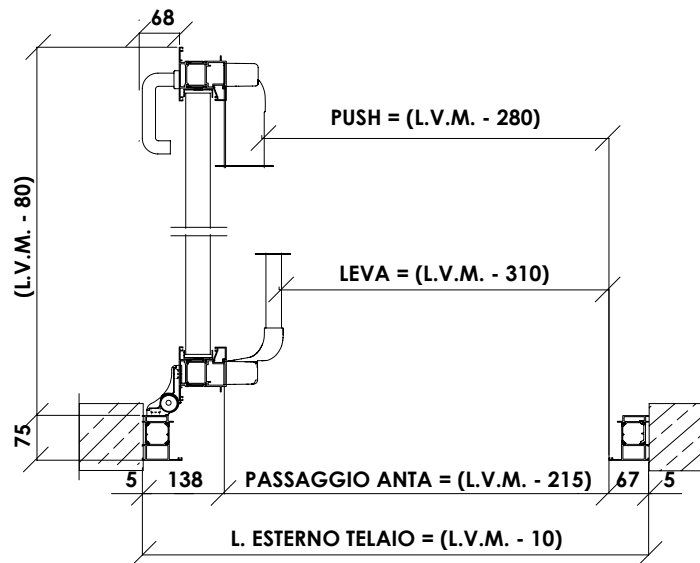 68
PUSH = (L.V.M. - 280)
(L.V.M. - 80)
LEVA = (L.V.M. - 310)
75
5 138 PASSAGGIO ANTA = (L.V.M. - 215) 67 5
L. ESTERNO TELAIO = (L.V.M. - 10)